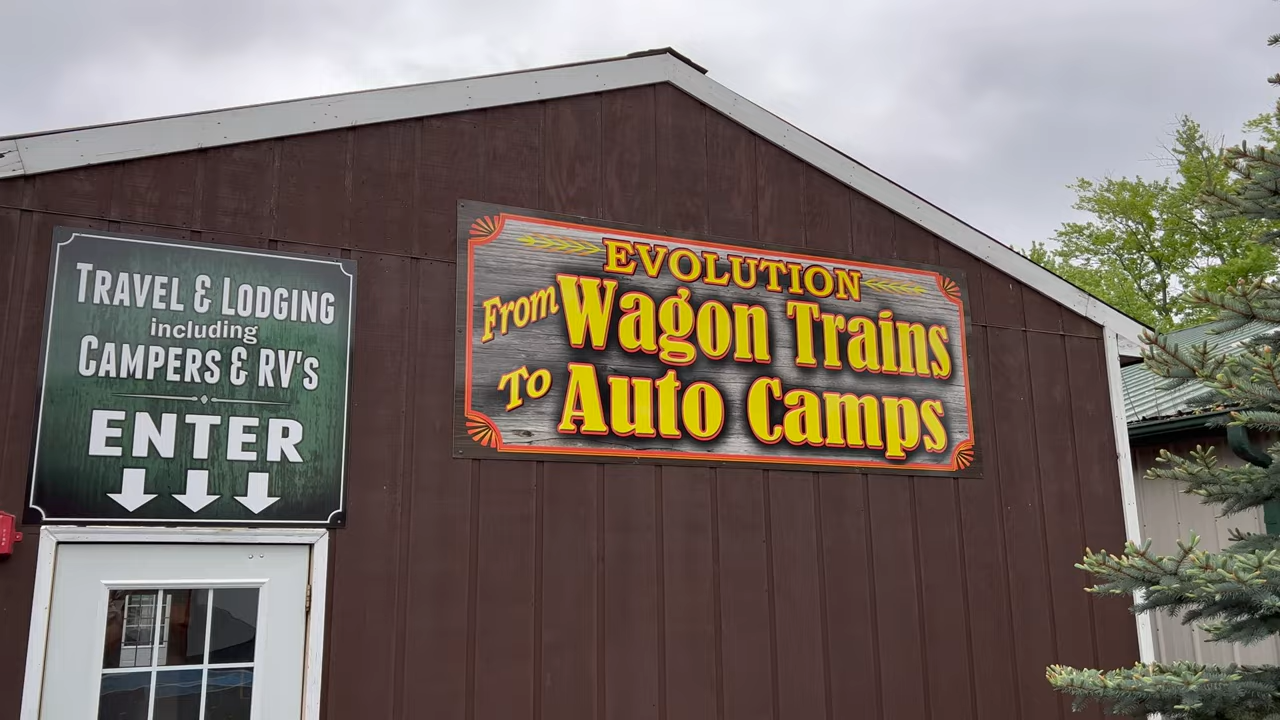 TRAVEL & LODGING
including
CAMPERS & RV'S
ENTER
EVOLUTION
From Wagon Trains
To Auto Camps